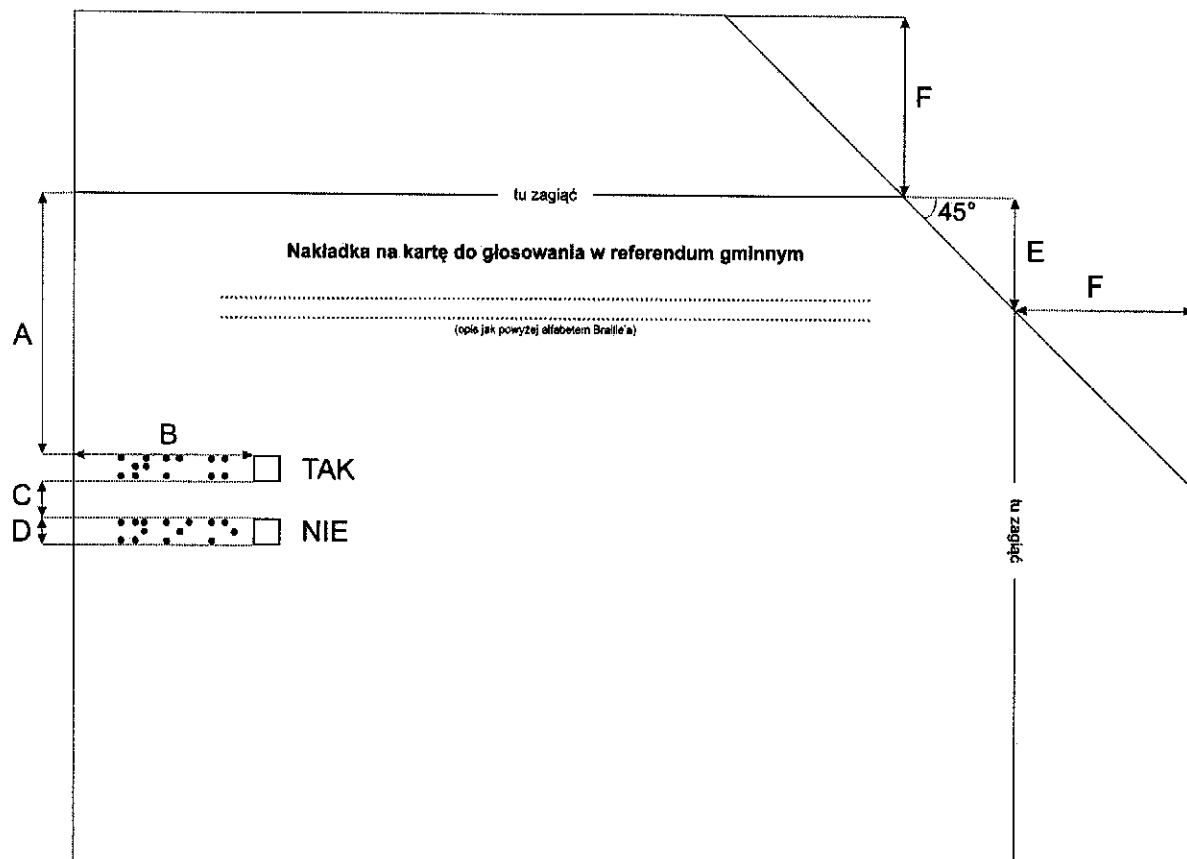 F
tu zagiąć
45°
Nakładka na kartę do głosowania w referendum gminnym
E
F
(opis jak powyżej alfabetem Braille'a)
A
B
TAK
C
D
NIE
tu zagiąć